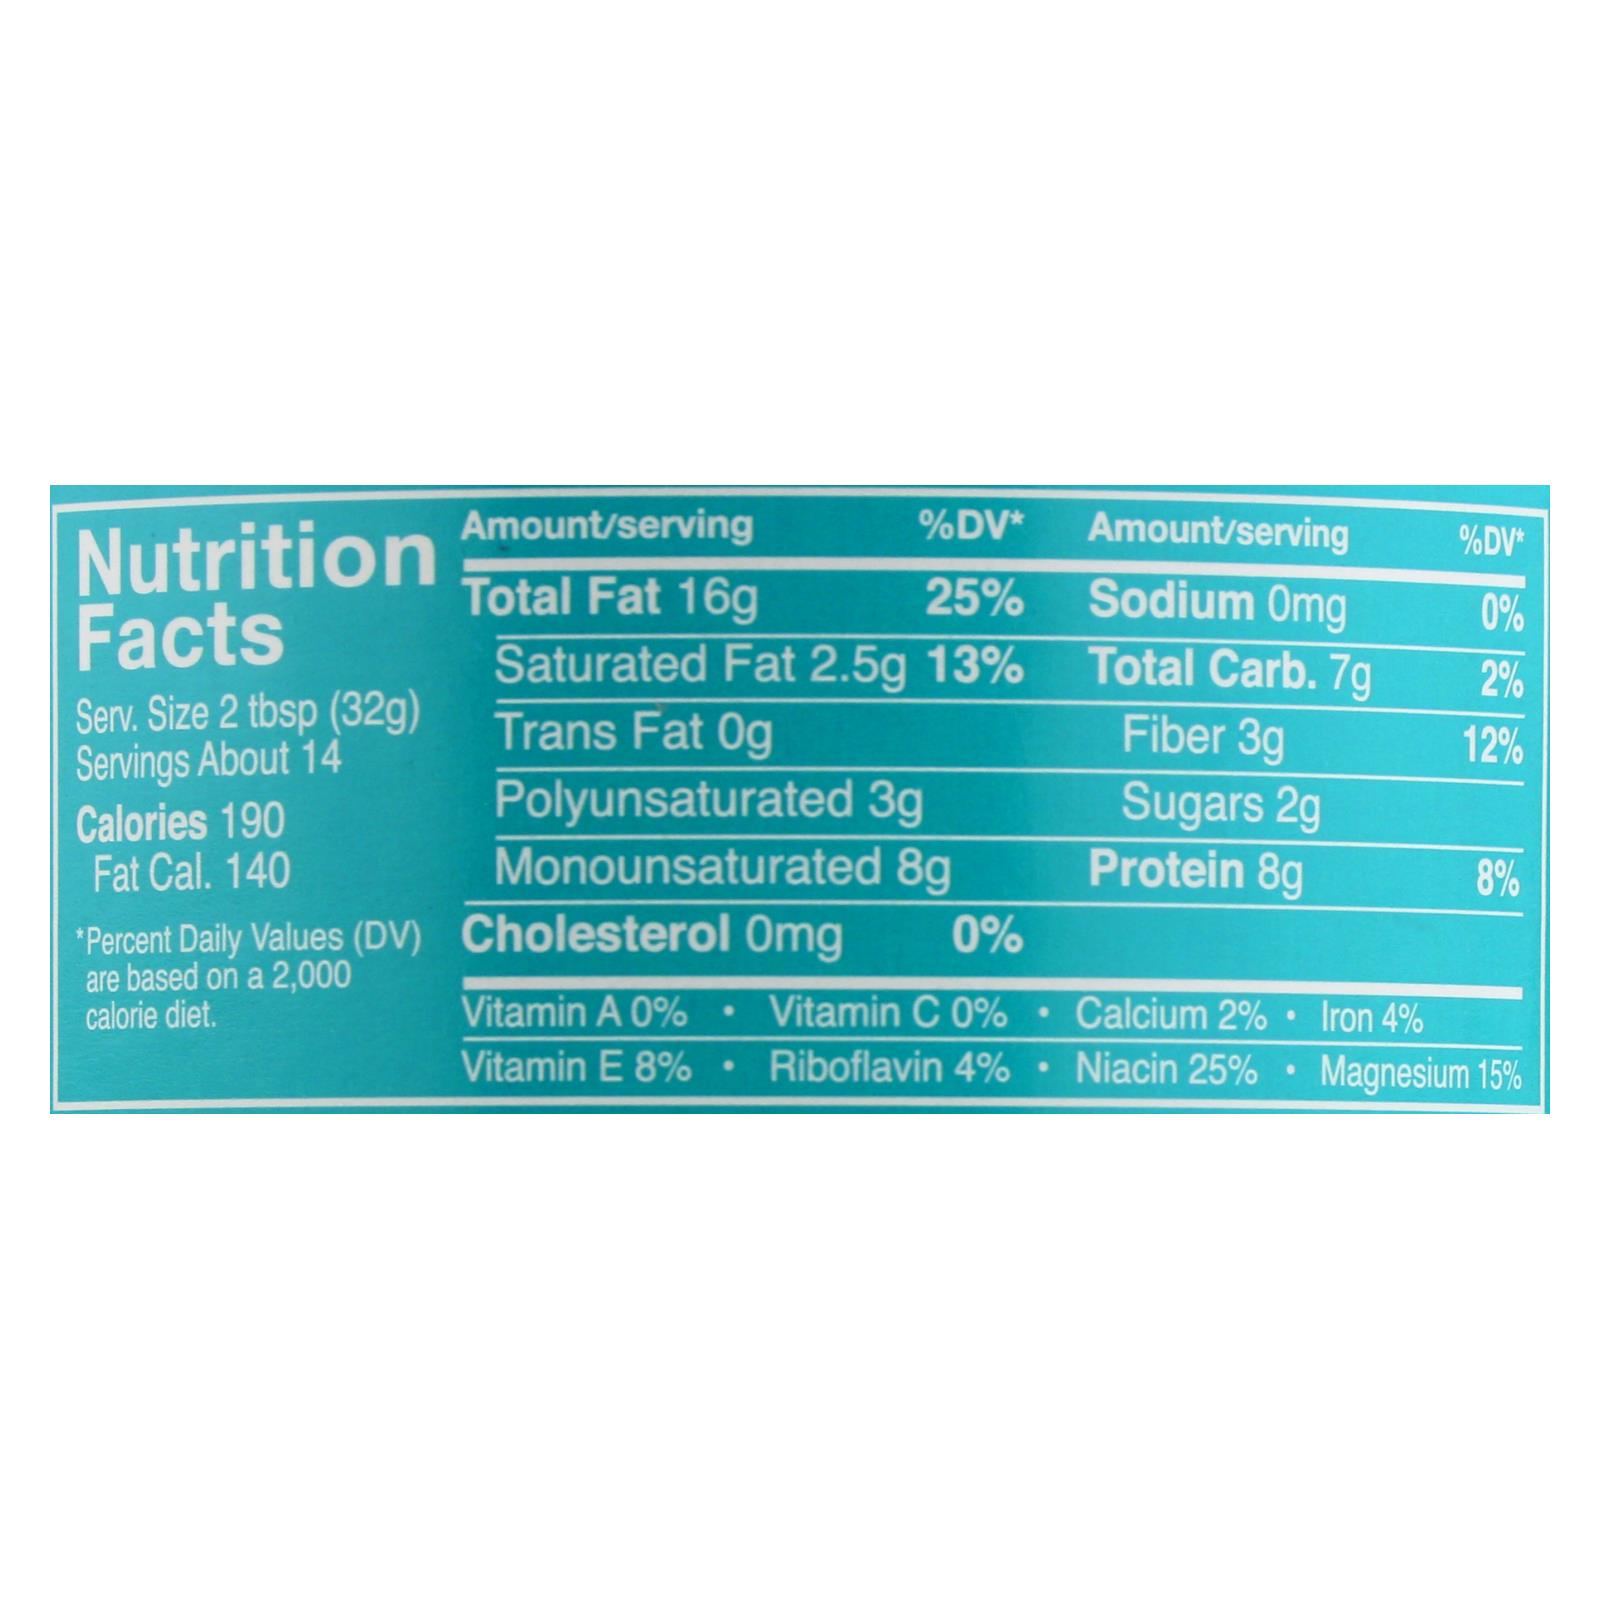 Nutrition
Facts
Serv. Size 2 tbsp (32g)
Servings About 14
Calories 190
Fat Cal. 140
*Percent Daily Values (DV)
are based on a 2,000
calorie diet.
Amount/serving %DV*
Total Fat 16g 25%
Saturated Fat 2.5g 13%
Trans Fat 0g
Polyunsaturated 3g
Monounsaturated 8g
Cholesterol 0mg 0%
Amount/serving %DV*
Sodium 0mg 0%
Total Carb. 7g 2%
Fiber 3g 12%
Sugars 2g
Protein 8g 8%
Vitamin A 0% • Vitamin C 0% • Calcium 2% • Iron 4%
Vitamin E 8% • Riboflavin 4% • Niacin 25% • Magnesium 15%